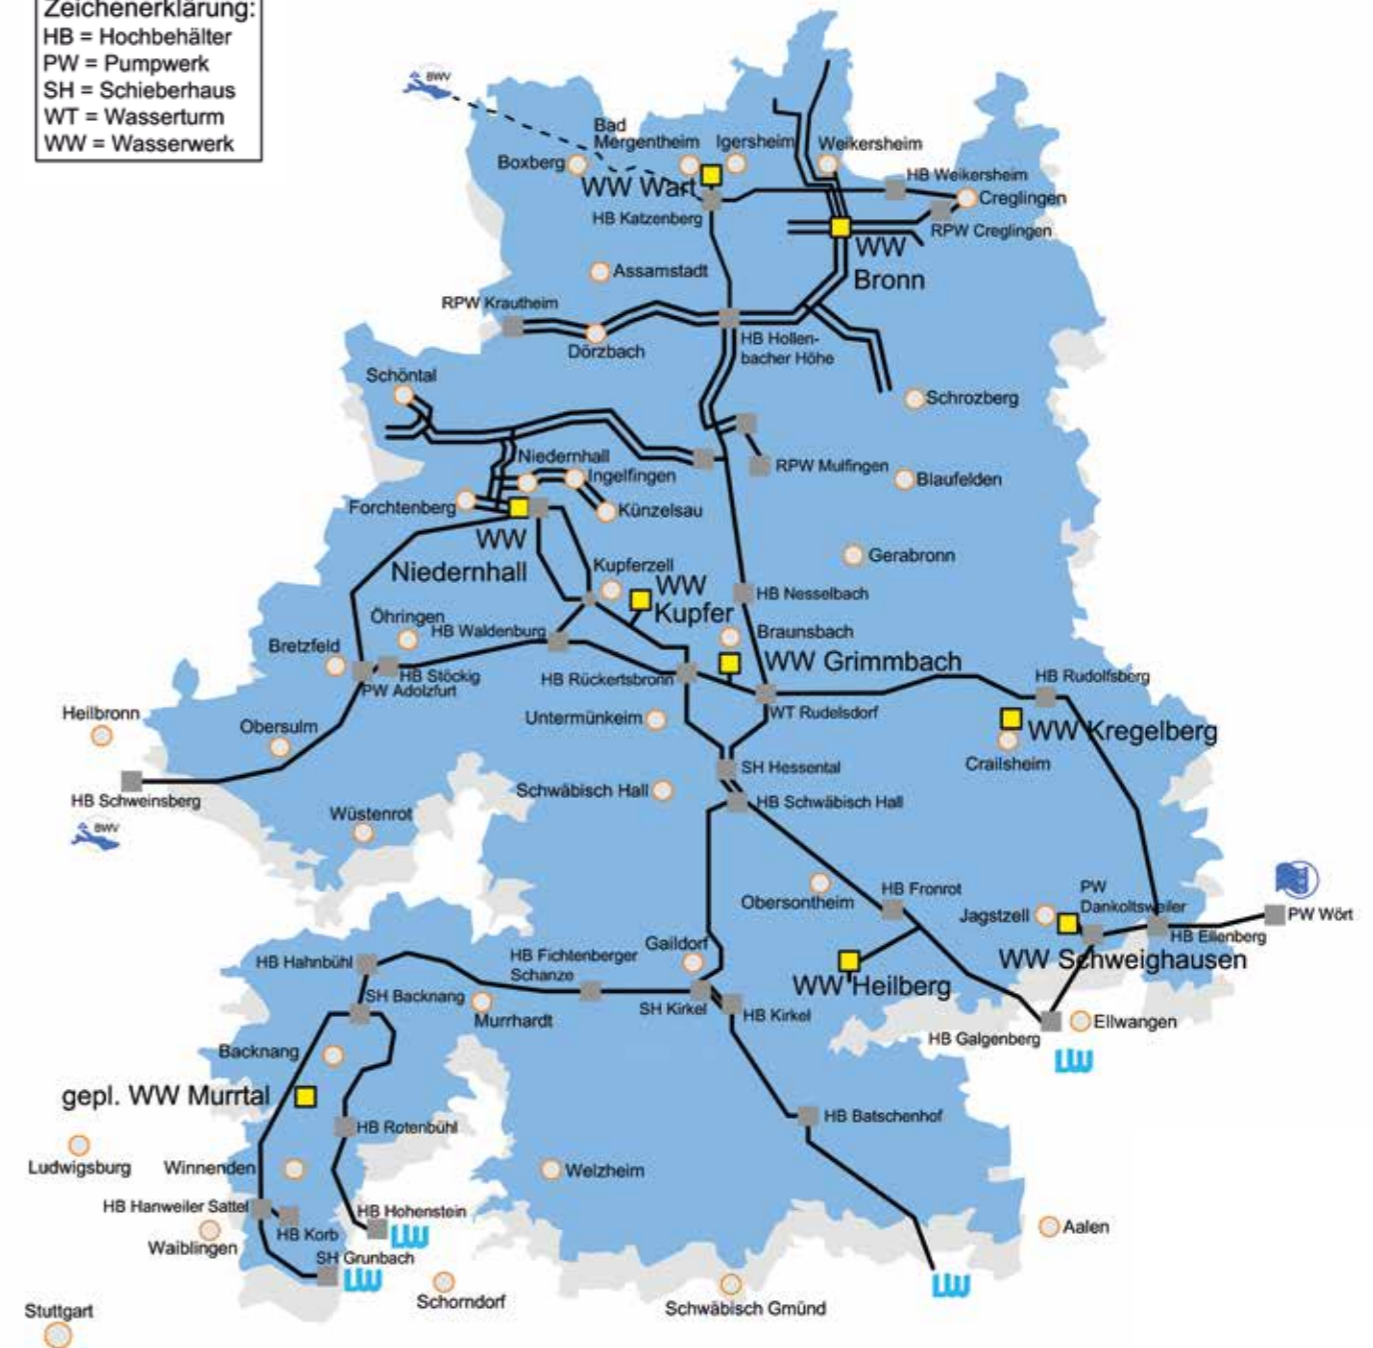 Zeichenerklärung:
HB = Hochbehälter
PW = Pumpwerk
SH = Schieberhaus
WT = Wasserturm
WW = Wasserwerk
BWV
Bad
Mergentheim
Igersheim
Weikersheim
Boxberg
WW Wart
HB Weikersheim
Creglingen
HB Katzenberg
RPW Creglingen
WW
Bronn
Assamstadt
RPW Krautheim
Dörzbach
HB Hollen-
bacher Höhe
Schöntal
Schrozberg
Niedernhall
Ingelfingen
RPW Mulfingen
Blaufelden
Forchtenberg
Künzelsau
WW
Niedernhall
Gerabronn
Kupferzell
WW
Kupfer
HB Nesselbach
Öhringen
HB Waldenburg
Braunsbach
Bretzfeld
HB Stöckig
PW Adolzfurt
HB Rückertsbronn
WW Grimmbach
HB Rudolfsberg
Heilbronn
Obersulm
Untermünkeim
WT Rudelsdorf
WW Kregelberg
Crailsheim
SH Hessental
HB Schweinsberg
Schwäbisch Hall
HB Schwäbisch Hall
BWV
Wüstenrot
Obersontheim
HB Fronrot
PW
Dankoltsweiler
Jagstzell
PW Wört
HB Ellenberg
WW Schweighausen
HB Hahnbühl
HB Fichtenberger
Schanze
Gaildorf
WW Heilberg
SH Backnang
Murrhardt
SH Kirkel
HB Kirkel
Ellwangen
HB Galgenberg
LW
Backnang
gepl. WW Murrtal
HB Batschenhof
HB Rotenbühl
Ludwigsburg
Winnenden
Welzheim
HB Hanweiler Sattel
HB Hohenstein
LW
Aalen
HB Korb
Waiblingen
SH Grunbach
LW
LW
Schorndorf
Schwäbisch Gmünd
Stuttgart